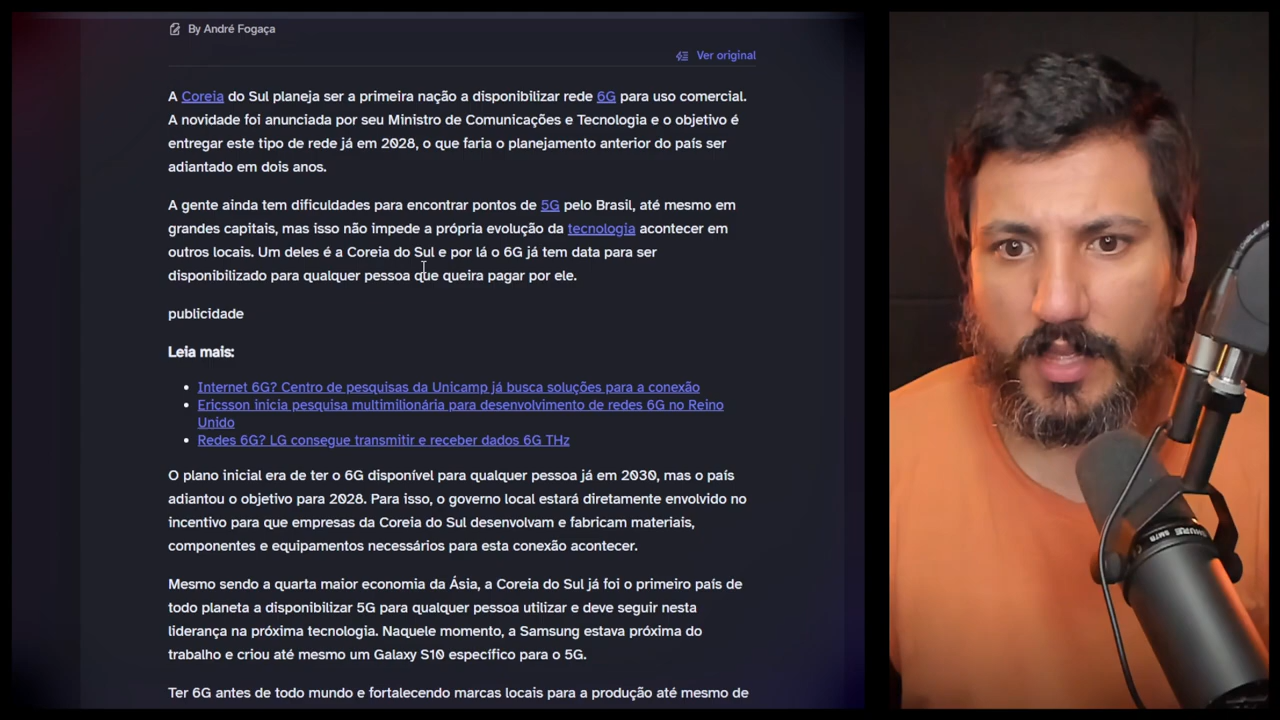 By André Fogaça
Ver original
A Coreia do Sul planeja ser a primeira nação a disponibilizar rede 6G para uso comercial.
A novidade foi anunciada por seu Ministro de Comunicações e Tecnologia e o objetivo é
entregar este tipo de rede já em 2028, o que faria o planejamento anterior do país ser
adiantado em dois anos.
A gente ainda tem dificuldades para encontrar pontos de 5G pelo Brasil, até mesmo em
grandes capitais, mas isso não impede a própria evolução da tecnologia acontecer em
outros locais. Um deles é a Coreia do Sul e por lá o 6G já tem data para ser
disponibilizado para qualquer pessoa que queira pagar por ele.
publicidade
Leia mais:
Internet 6G? Centro de pesquisas da Unicamp já busca soluções para a conexão
Ericsson inicia pesquisa multimilionária para desenvolvimento de redes 6G no Reino
Unido
Redes 6G? LG consegue transmitir e receber dados 6G THz
O plano inicial era de ter o 6G disponível para qualquer pessoa já em 2030, mas o país
adiantou o objetivo para 2028. Para isso, o governo local estará diretamente envolvido no
incentivo para que empresas da Coreia do Sul desenvolvam e fabricam materiais,
componentes e equipamentos necessários para esta conexão acontecer.
Mesmo sendo a quarta maior economia da Ásia, a Coreia do Sul já foi o primeiro país de
todo planeta a disponibilizar 5G para qualquer pessoa utilizar e deve seguir nesta
liderança na próxima tecnologia. Naquele momento, a Samsung estava próxima do
trabalho e criou até mesmo um Galaxy S10 específico para o 5G.
Ter 6G antes de todo mundo e fortalecendo marcas locais para a produção até mesmo de
SHURE SM7B